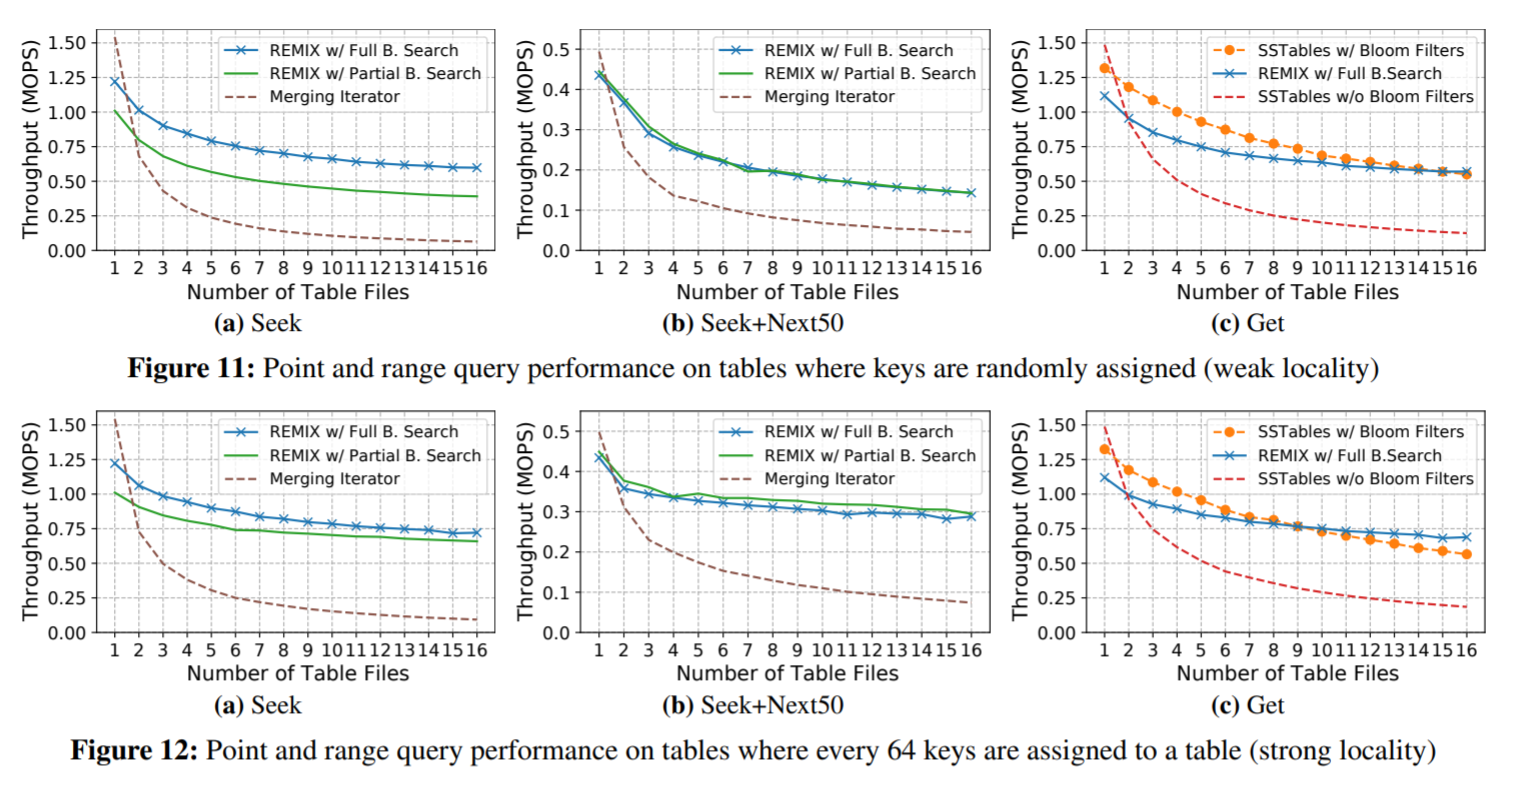 Throughput (MOPS)
1.50
1.25
1.00
0.75
0.50
0.25
0.00
REMIX w/ Full B. Search
REMIX w/ Partial B. Search
Merging Iterator
1 2 3 4 5 6 7 8 9 10 11 12 13 14 15 16
Number of Table Files
(a) Seek
Throughput (MOPS)
0.5
0.4
0.3
0.2
0.1
0.0
REMIX w/ Full B. Search
REMIX w/ Partial B. Search
Merging Iterator
1 2 3 4 5 6 7 8 9 10 11 12 13 14 15 16
Number of Table Files
(b) Seek+Next50
Throughput (MOPS)
1.50
1.25
1.00
0.75
0.50
0.25
0.00
SSTables w/ Bloom Filters
REMIX w/ Full B.Search
SSTables w/o Bloom Filters
1 2 3 4 5 6 7 8 9 10 11 12 13 14 15 16
Number of Table Files
(c) Get
Figure 11: Point and range query performance on tables where keys are randomly assigned (weak locality)
Throughput (MOPS)
1.50
1.25
1.00
0.75
0.50
0.25
0.00
REMIX w/ Full B. Search
REMIX w/ Partial B. Search
Merging Iterator
1 2 3 4 5 6 7 8 9 10 11 12 13 14 15 16
Number of Table Files
(a) Seek
Throughput (MOPS)
0.5
0.4
0.3
0.2
0.1
0.0
REMIX w/ Full B. Search
REMIX w/ Partial B. Search
Merging Iterator
1 2 3 4 5 6 7 8 9 10 11 12 13 14 15 16
Number of Table Files
(b) Seek+Next50
Throughput (MOPS)
1.50
1.25
1.00
0.75
0.50
0.25
0.00
SSTables w/ Bloom Filters
REMIX w/ Full B.Search
SSTables w/o Bloom Filters
1 2 3 4 5 6 7 8 9 10 11 12 13 14 15 16
Number of Table Files
(c) Get
Figure 12: Point and range query performance on tables where every 64 keys are assigned to a table (strong locality)